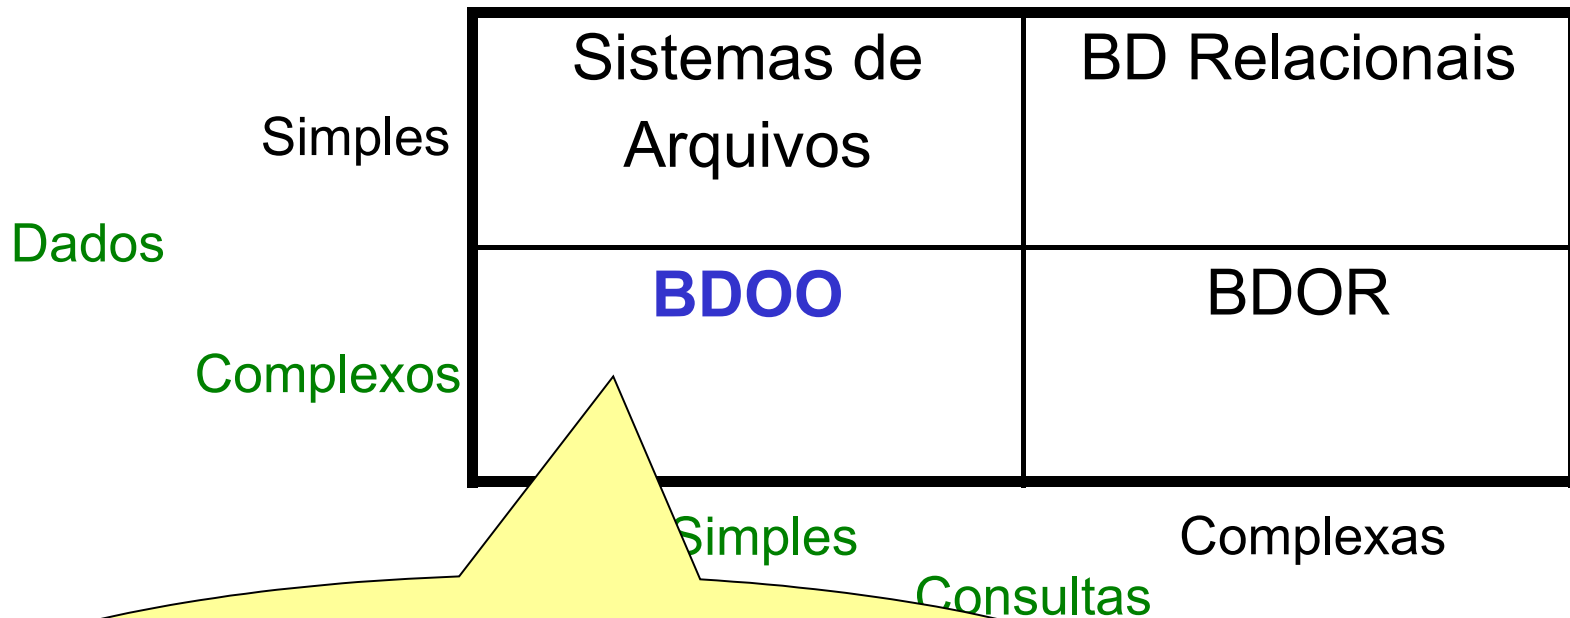 Sistemas de
Arquivos
BD Relacionais
Simples
Dados
BDOO
BDOR
Complexos
Simples
Complexas
Consultas